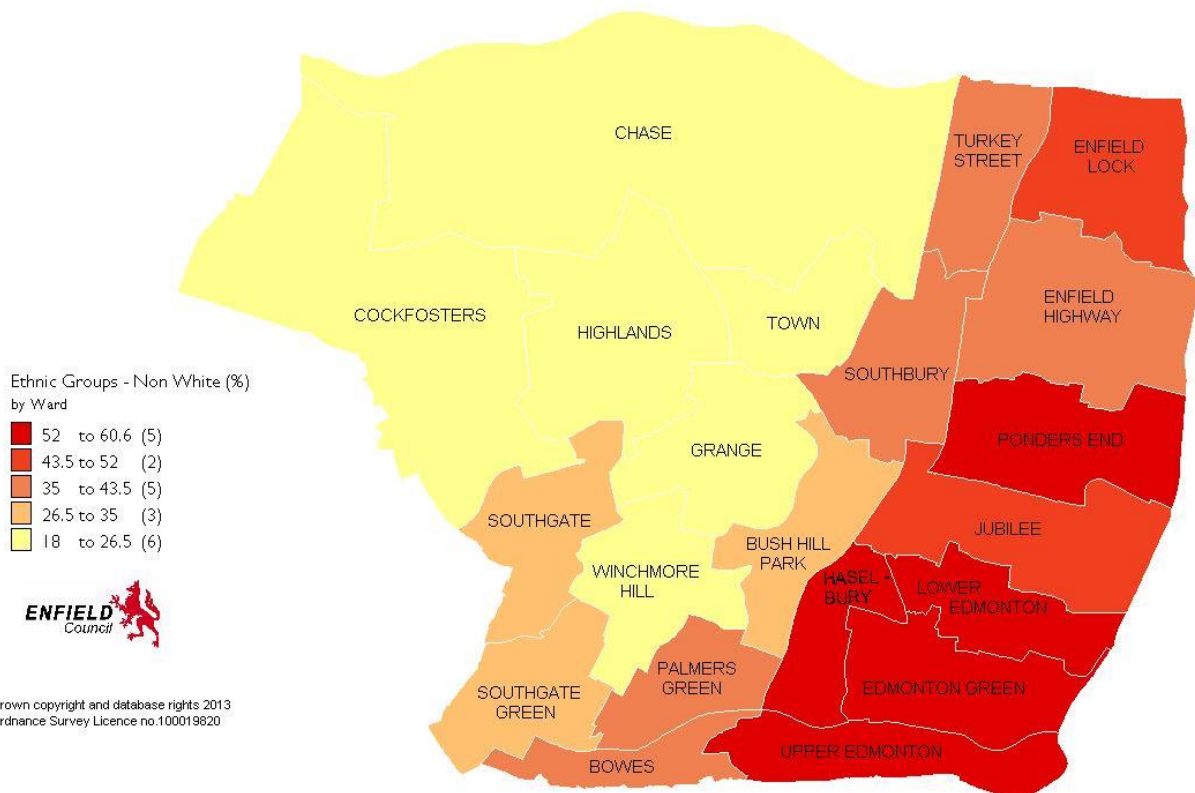 CHASE
TURKEY
STREET
ENFIELD
LOCK
COCKFOSTERS
HIGHLANDS
TOWN
ENFIELD
HIGHWAY
SOUTHBURY
Ethnic Groups - Non White (%)
by Ward
52 to 60.6 (5)
43.5 to 52 (2)
35 to 43.5 (5)
26.5 to 35 (3)
18 to 26.5 (6)
GRANGE
PONDERS END
SOUTHGATE
BUSH HILL
PARK
JUBILEE
WINCHMORE
HILL
HASEL -
BURY
LOWER
EDMONTON
ENFIELD
Council
PALMERS
GREEN
SOUTHGATE
GREEN
EDMONTON GREEN
rown copyright and database rights 2013
rdnance Survey Licence no.100019820
UPPER EDMONTON
BOWES